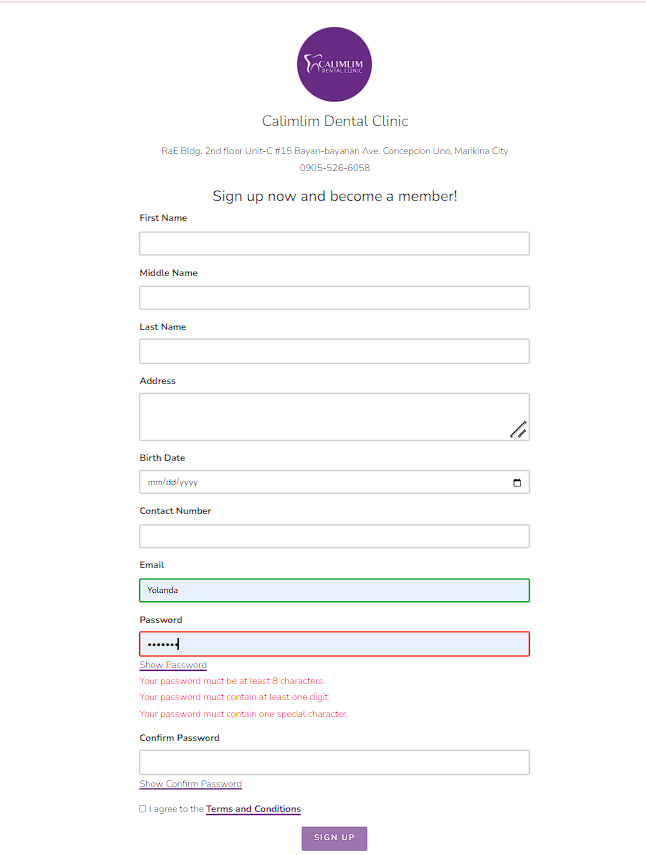 CALIMLIM
DENTAL CLINIC
Calimlim Dental Clinic
RaE Bldg. 2nd floor Unit-C #15 Bayan-bayanan Ave. Concepcion Uno, Marikina City
0905-526-6058
Sign up now and become a member!
First Name
Middle Name
Last Name
Address
Birth Date
mm/dd/yyyy
Contact Number
Email
Yolanda
Password
•••••••
Show Password
Your password must be at least 8 characters.
Your password must contain at least one digit.
Your password must contain one special character.
Confirm Password
Show Confirm Password
I agree to the Terms and Conditions
SIGN UP